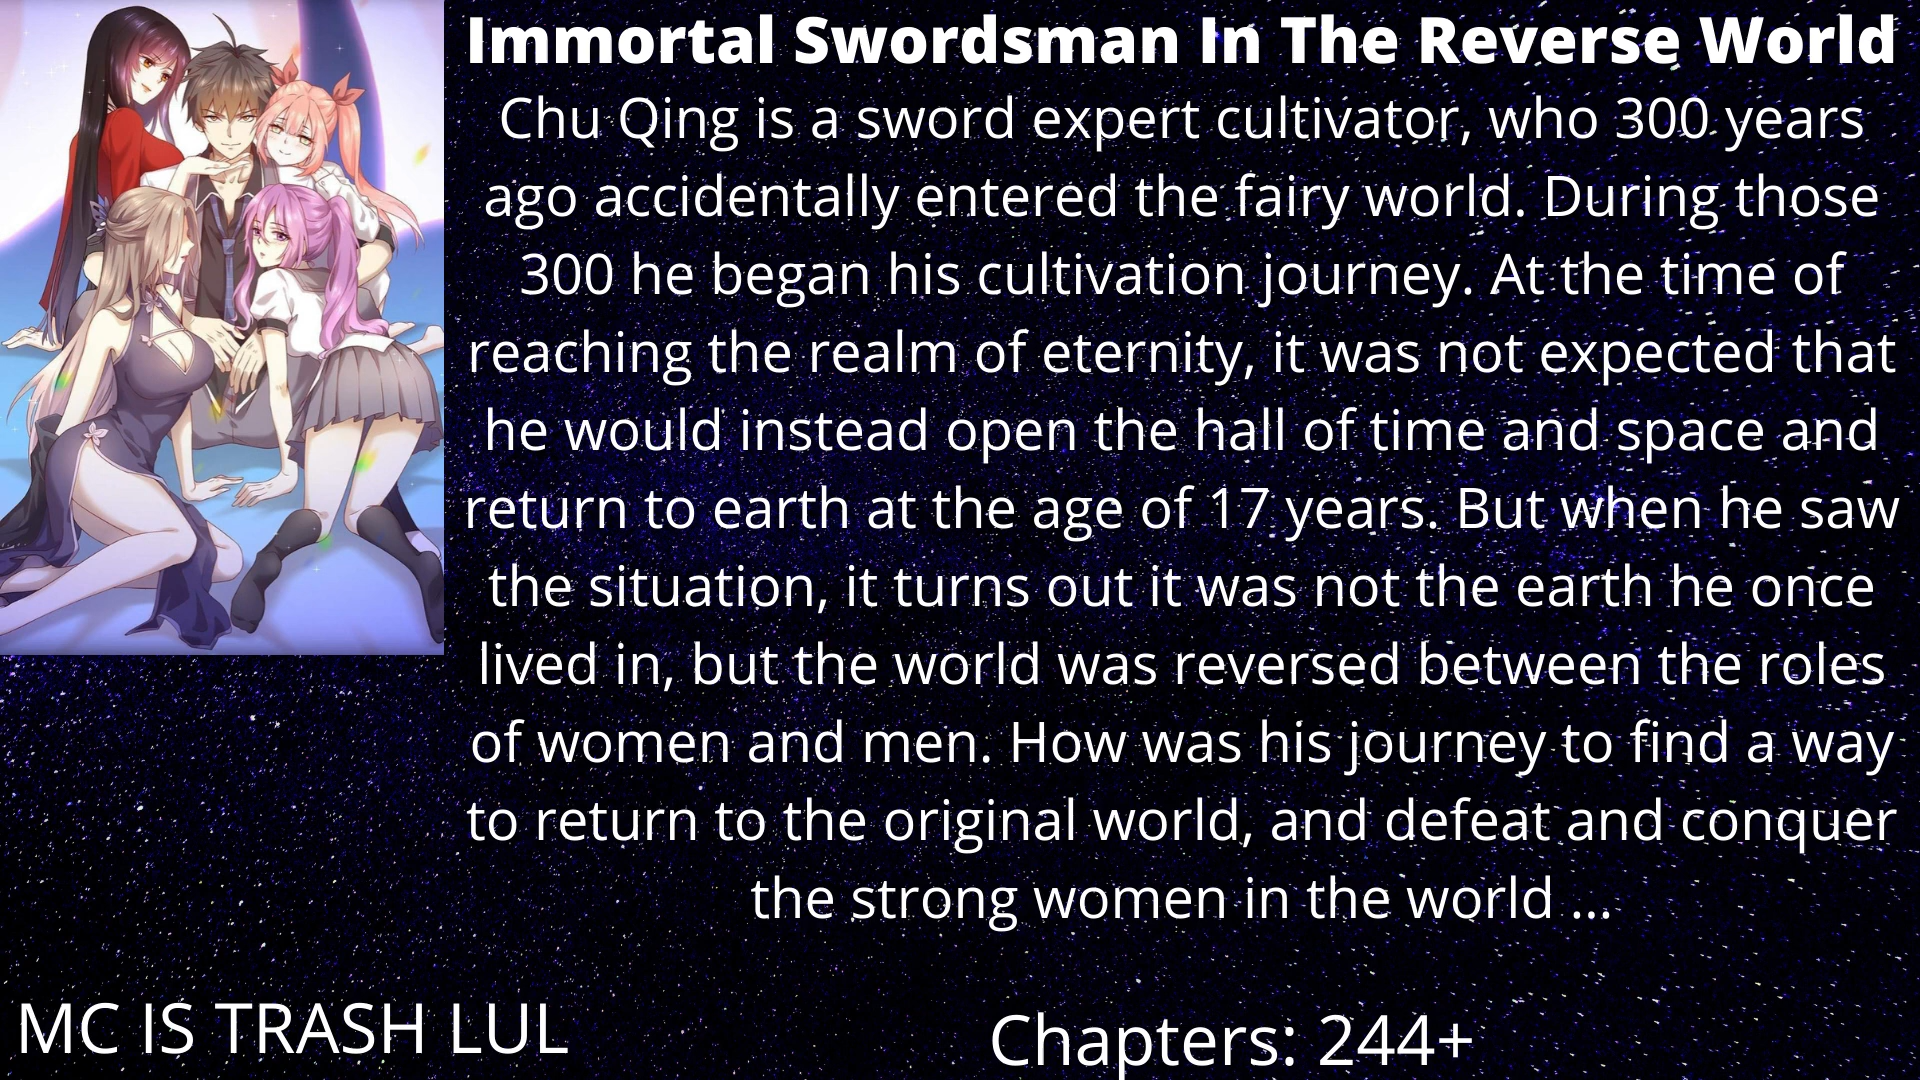 Immortal Swordsman In The Reverse World
Chu Qing is a sword expert cultivator, who 300 years
ago accidentally entered the fairy world. During those
300 he began his cultivation journey. At the time of
reaching the realm of eternity, it was not expected that
he would instead open the hall of time and space and
return to earth at the age of 17 years. But when he saw
the situation, it turns out it was not the earth he once
lived in, but the world was reversed between the roles
of women and men. How was his journey to find a way
to return to the original world, and defeat and conquer
the strong women in the world ...
MC IS TRASH LUL
Chapters: 244+